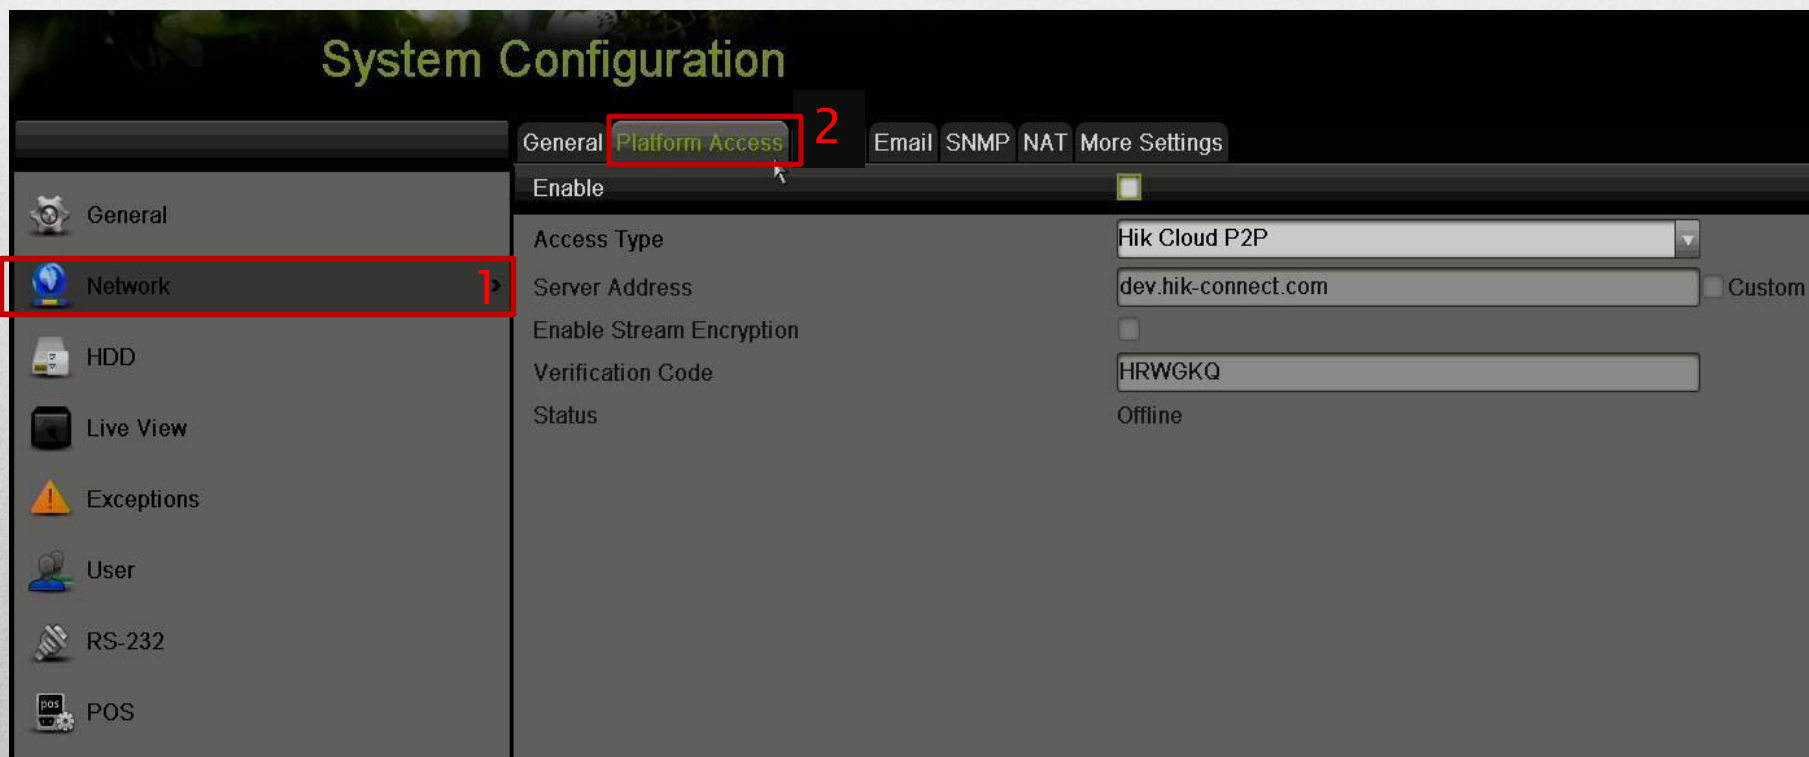 System Configuration
General Platform Access 2 Email SNMP NAT More Settings
Enable
General
Access Type Hik Cloud P2P
Network 1
Server Address dev.hik-connect.com Custom
Enable Stream Encryption
HDD
Verification Code HRWGKQ
Status Offline
Live View
Exceptions
User
RS-232
pos
POS